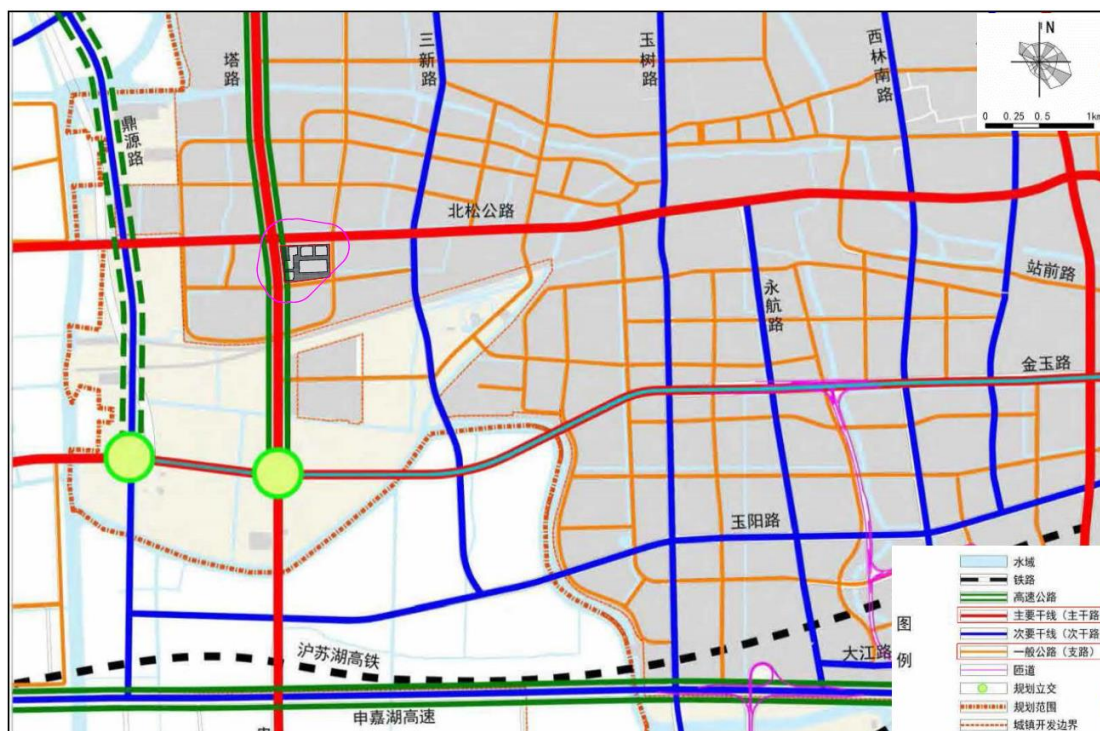 N
0 0.25 0.5 1km
塔路
三新路
玉树路
西林南路
鼎源路
北松公路
站前路
永航路
金玉路
玉阳路
沪苏湖高铁
大江路
申嘉湖高速
图例
水域
铁路
高速公路
主要干线（主干路
次要干线（次干路
一般公路（支路）
匝道
规划立交
规划范围
城镇开发边界